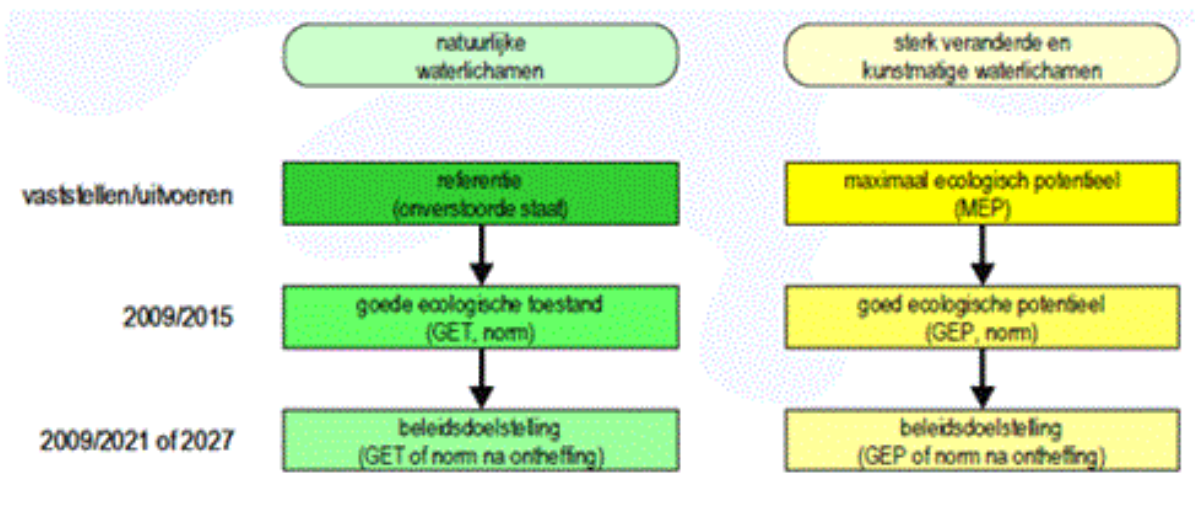 natuurlijke
waterlichamen
sterk veranderde en
kunstmatige waterlichamen
vaststellen/uitvoeren
referentie
(onverstoorde staat)
maximaal ecologisch potentieel
(MEP)
2009/2015
goede ecologische toestand
(GET, norm)
goed ecologische potentieel
(GEP, norm)
2009/2021 of 2027
beleidsdoelstelling
(GET of norm na ontheffing)
beleidsdoelstelling
(GEP of norm na ontheffing)